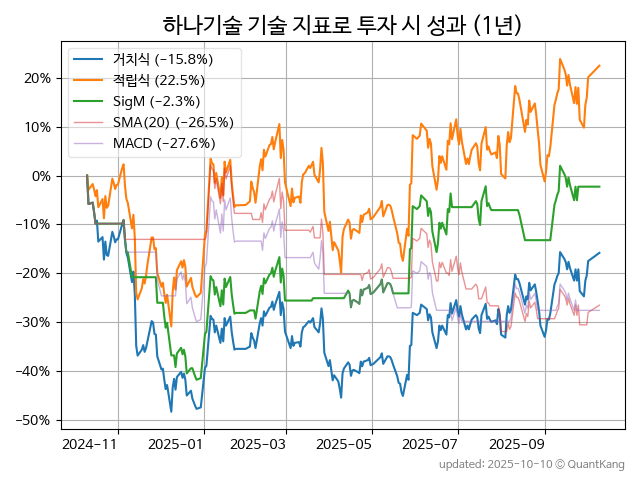 하나기술 기술 지표로 투자 시 성과 (1년)
거치식 (−15.8%)
적립식 (22.5%)
SigM (−2.3%)
SMA(20) (−26.5%)
MACD (−27.6%)
20%
10%
0%
−10%
−20%
−30%
−40%
−50%
2024-11 2025-01 2025-03 2025-05 2025-07 2025-09
updated: 2025-10-10 © QuantKang